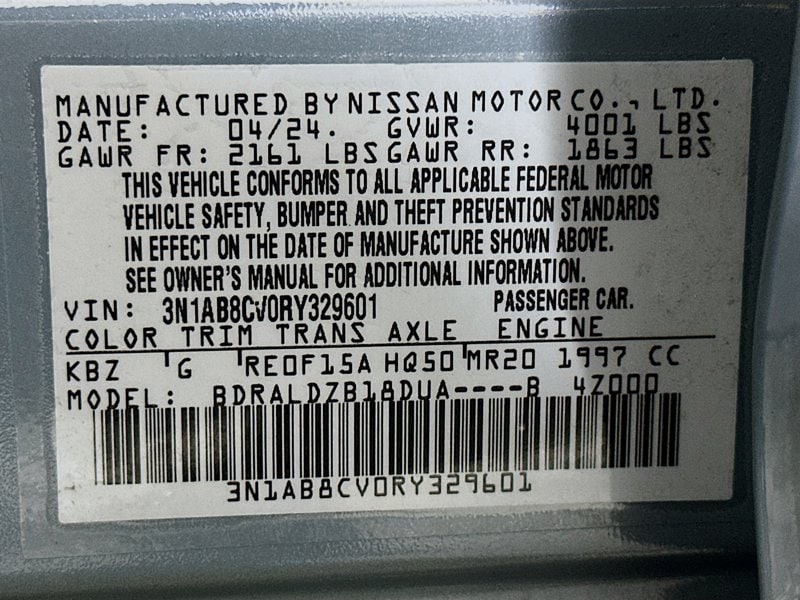 MANUFACTURED BY NISSAN MOTOR CO., LTD.
DATE: 04/24. GVWR: 4001 LBS
GAWR FR: 2161 LBS GAWR RR: 1863 LBS
THIS VEHICLE CONFORMS TO ALL APPLICABLE FEDERAL MOTOR
VEHICLE SAFETY, BUMPER AND THEFT PREVENTION STANDARDS
IN EFFECT ON THE DATE OF MANUFACTURE SHOWN ABOVE.
SEE OWNER'S MANUAL FOR ADDITIONAL INFORMATION.
VIN: 3N1AB8CV0RY329601 PASSENGER CAR.
COLOR TRIM TRANS AXLE ENGINE
KBZ G RE0F15A HQ50 MR20 1997 CC
MODEL: BDRALDZB18DUA----B 4Z000
3N1AB8CV0RY329601